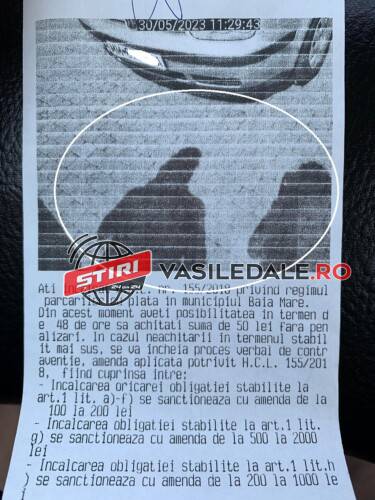 30/05/2023 11:29:43
VASILEDALE.RO
STIRI
24 din 24
Ati nr. 155/2018 privind regimul
plata in municipiul Baia Mare.
Din acest moment aveti posibilitatea in termen d
e 48 de ore sa achitati suma de 50 lei fara pen
alizari. In cazul neachitarii in termenul stabil
it mai sus, se va incheia proces verbal de contr
aventie, amenda aplicata potrivit H.C.L. 155/201
8, fiind cuprinsa intre:
- Incalcarea oricarei obligatiei stabilite la
art.1 lit. a)-f) se sanctioneaza cu amenda de la
100 la 200 lei
- Incalcarea obligatiei stabilite la art.1 lit.
g) se sanctioneaza cu amenda de la 500 la 2000
lei
- Incalcarea obligatiei stabilite la art.1 lit.h
) se sanctioneaza cu amenda de la 200 la 1000 le